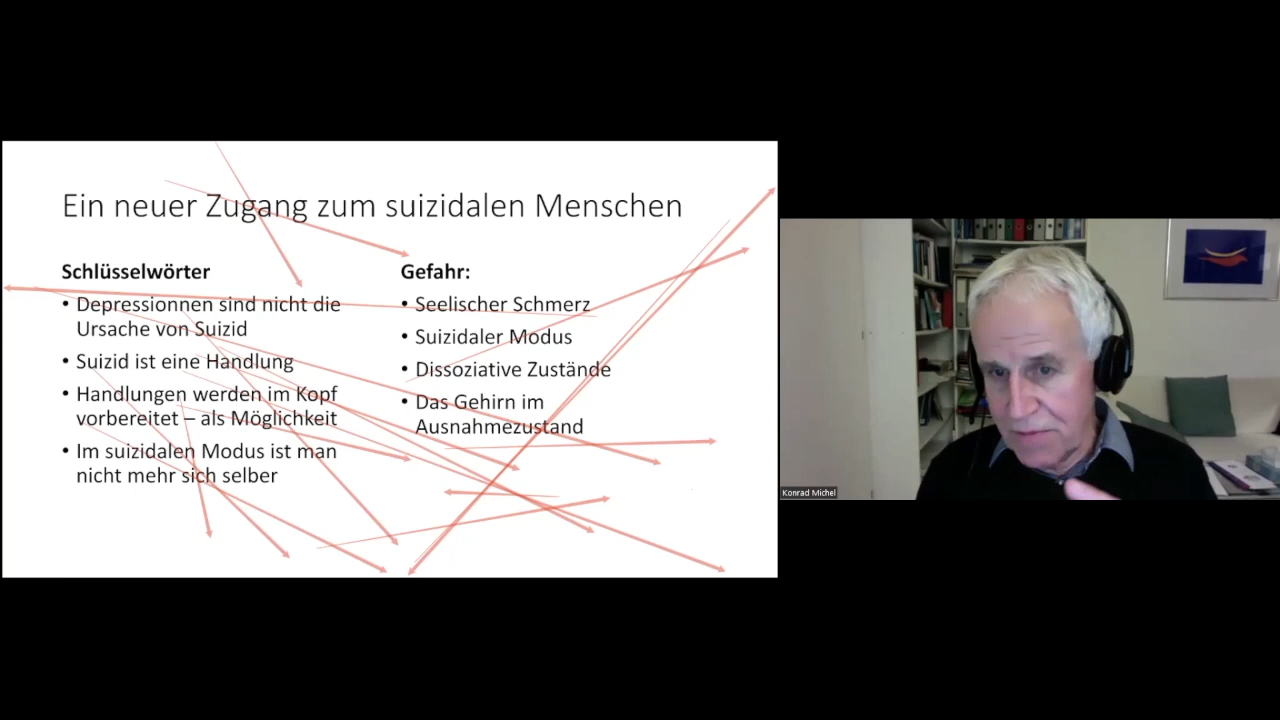 Ein neuer Zugang zum suizidalen Menschen
Schlüsselwörter
• Depressionnen sind nicht die
Ursache von Suizid
• Suizid ist eine Handlung
• Handlungen werden im Kopf
vorbereitet – als Möglichkeit
• Im suizidalen Modus ist man
nicht mehr sich selber
Gefahr:
• Seelischer Schmerz
• Suizidaler Modus
• Dissoziative Zustände
• Das Gehirn im
Ausnahmezustand
Konrad Michel